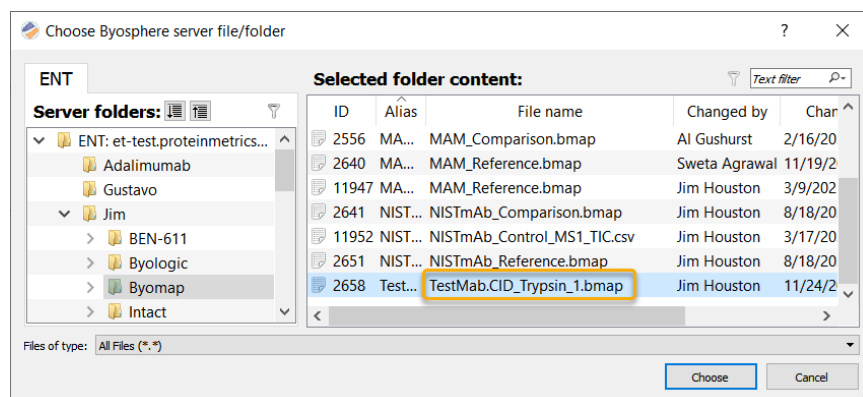 Choose Byosphere server file/folder
?
ENT
Selected folder content:
Text filter
Server folders:
ID Alias File name Changed by Char
ENT: et-test.proteinmetrics...
2556 MA... MAM_Comparison.bmap Al Gushurst 2/16/20
Adalimumab
2640 MA... MAM_Reference.bmap Sweta Agrawal 11/19/2
Gustavo
11947 MA... MAM_Reference.bmap Jim Houston 3/9/202
Jim
2641 NIST... NISTmAb_Comparison.bmap Jim Houston 8/18/20
BEN-611
11952 NIST... NISTmAb_Control_MS1_TIC.csv Jim Houston 3/17/20
Byologic
2651 NIST... NISTmAb_Reference.bmap Jim Houston 8/18/20
Byomap
2658 Test... TestMab.CID_Trypsin_1.bmap Jim Houston 11/24/2
Intact
Files of type: All Files (*.*)
Choose Cancel